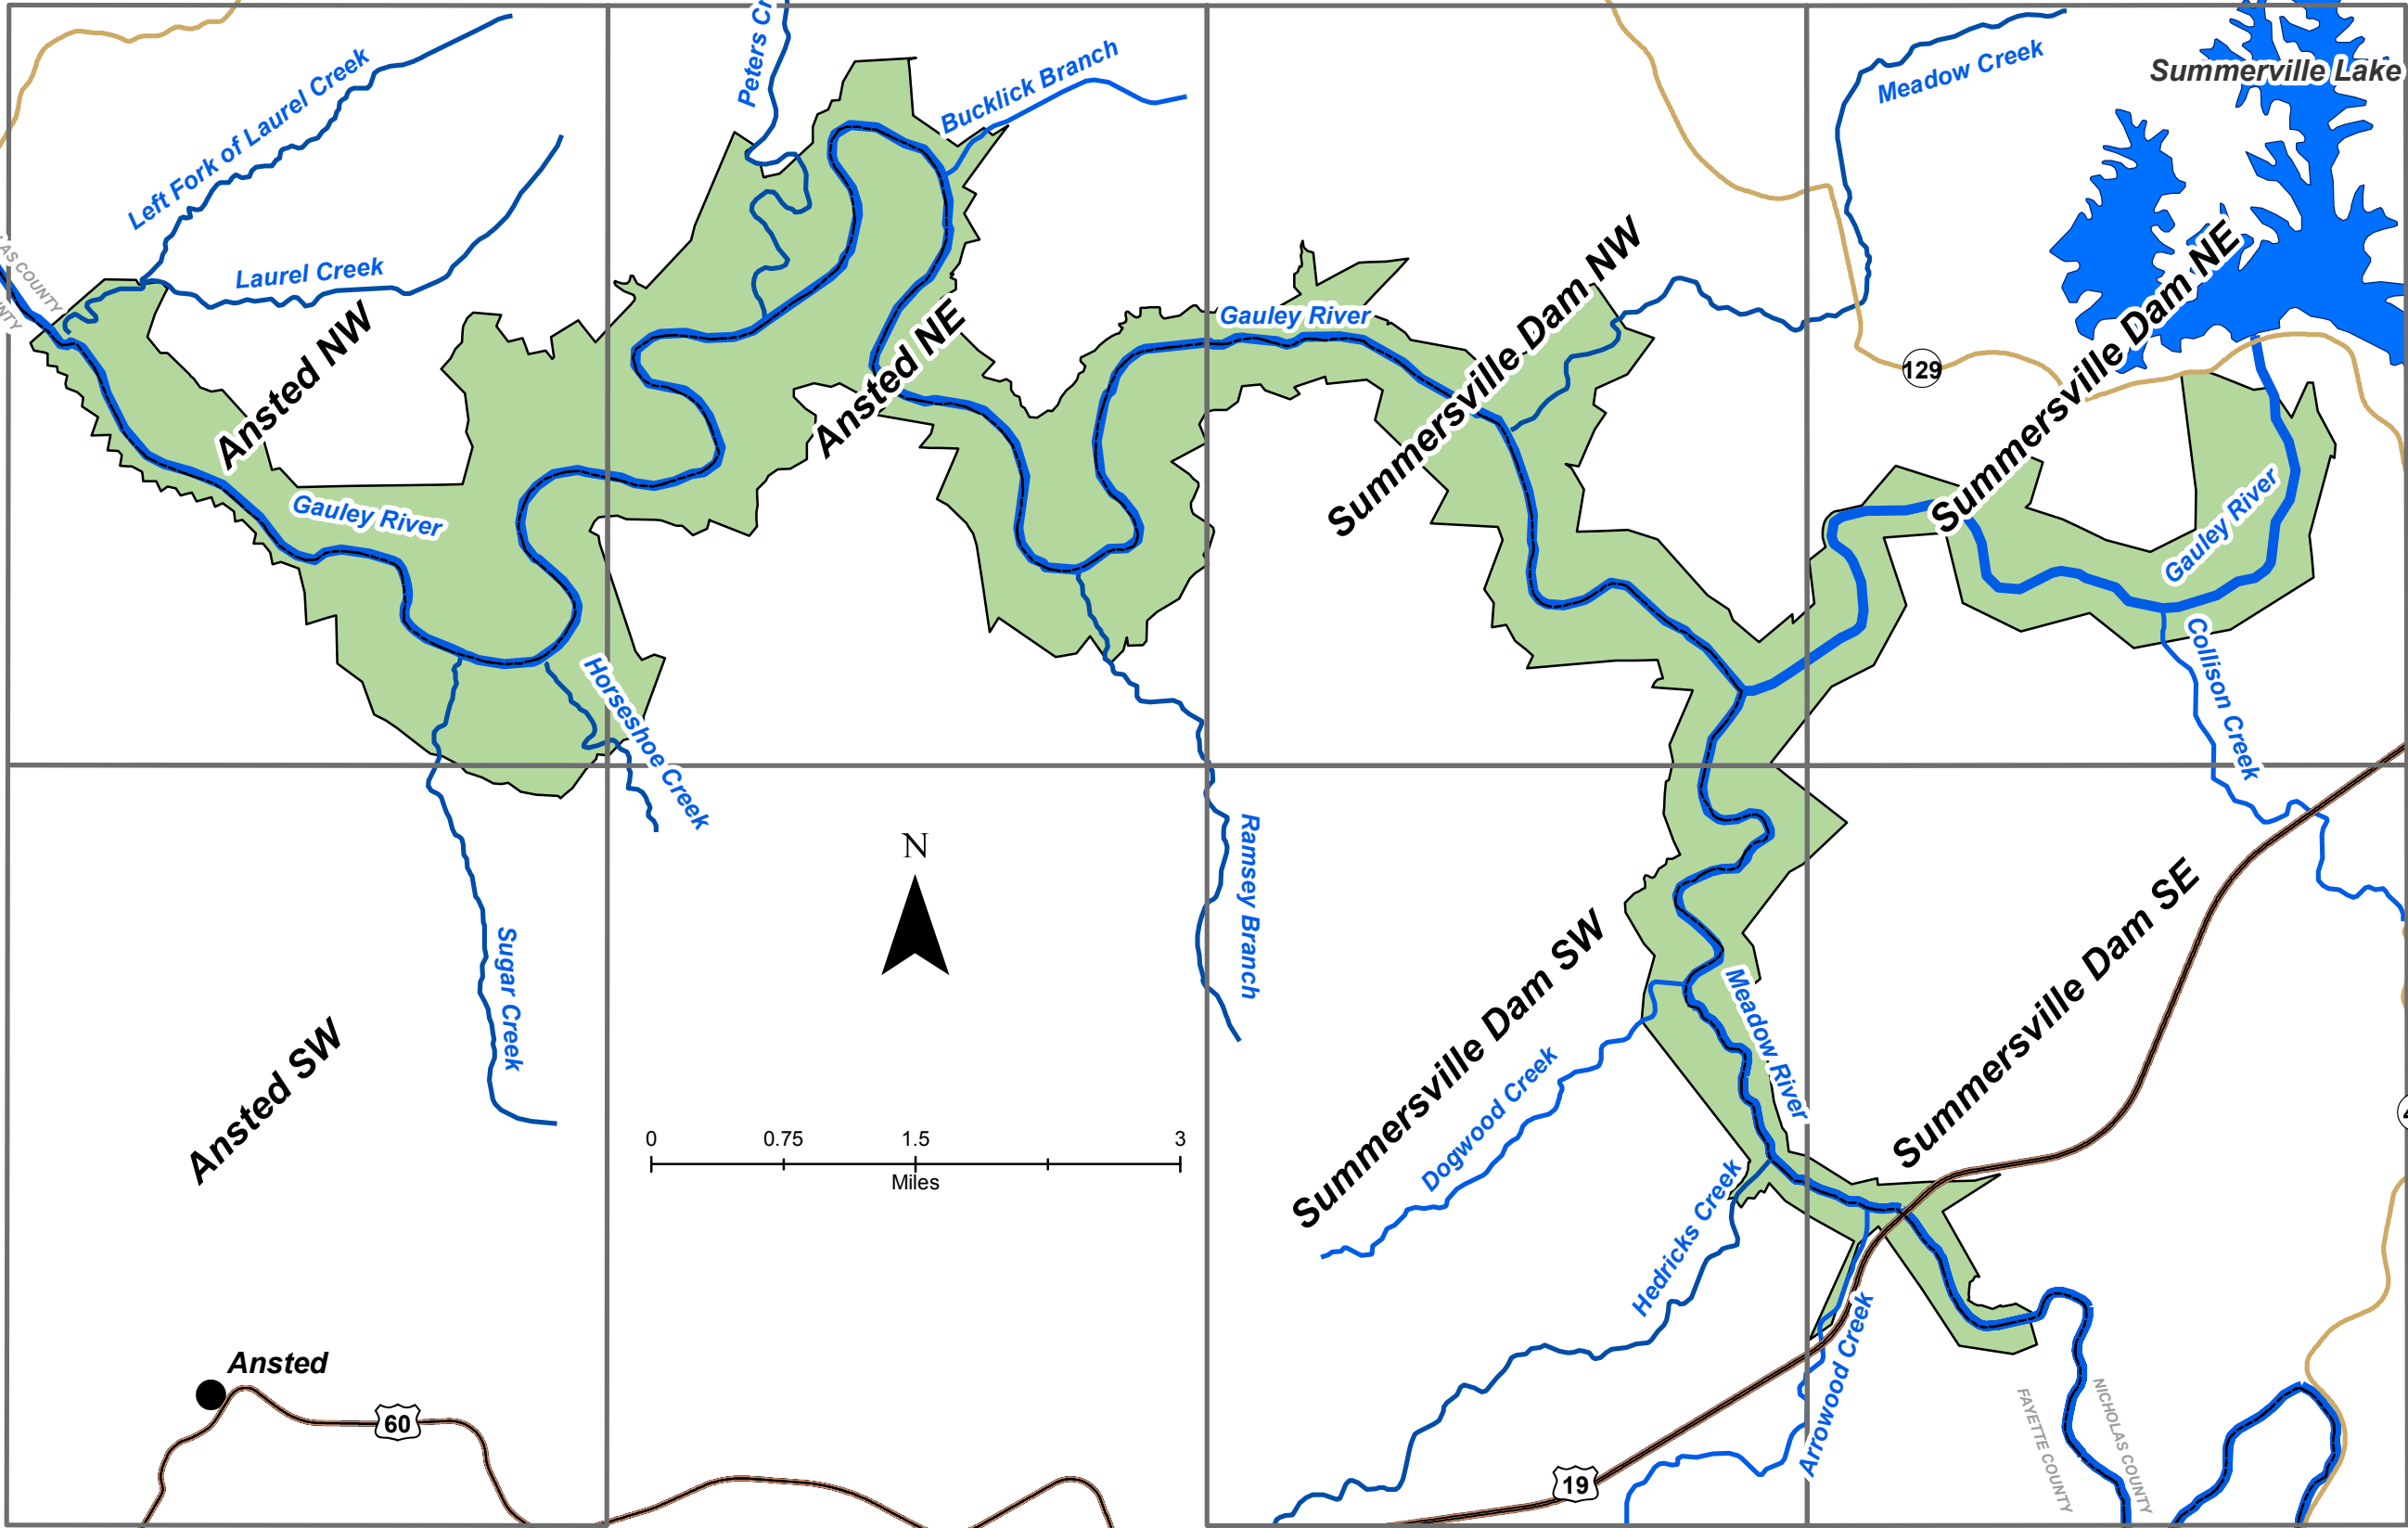 Peters Cr
Bucklick Branch
Meadow Creek
Summerville Lake
Left Fork of Laurel Creek
Laurel Creek
LAS COUNTY
NTY
Ansted NW
Ansted NE
Gauley River
Summersville Dam NW
129
Summersville Dam NE
Gauley River
Gauley River
Collison Creek
Horseshoe Creek
N
Ramsey Branch
Sugar Creek
Ansted SW
0 0.75 1.5 3
Miles
Summersville Dam SW
Meadow River
Summersville Dam SE
Dogwood Creek
Hedricks Creek
Arrowood Creek
Ansted
60
19
FAYETTE COUNTY
NICHOLAS COUNTY